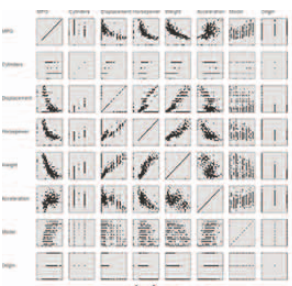 MPG Cylinders Displacement Horsepower Weight Acceleration Model Origin
MPG
Cylinders
Displacement
Horsepower
Weight
Acceleration
Model
Origin